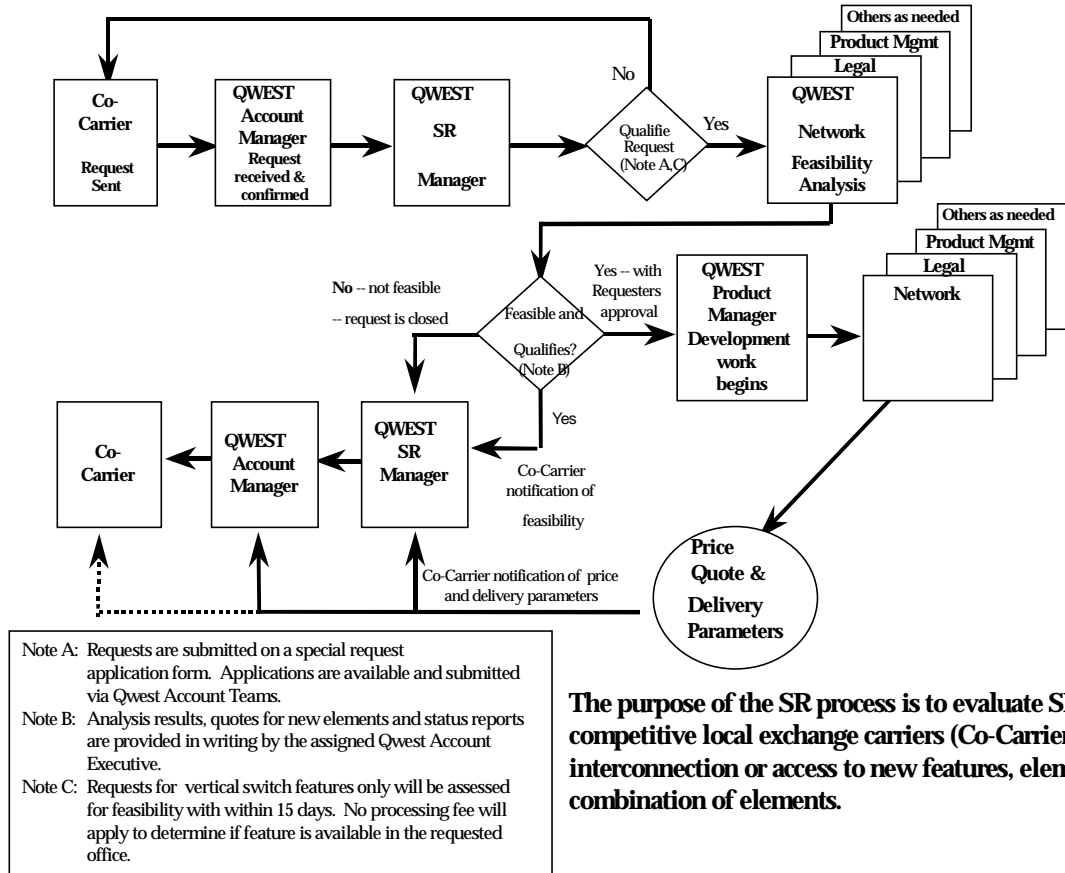 Others as needed
Product Mgmt
Legal
No
Co-
Carrier
Request
Sent
QWEST
Account
Manager
Request
received &
confirmed
QWEST
SR
Manager
Qualifie
Request
(Note A,C)
Yes
QWEST
Network
Feasibility
Analysis
Others as needed
Product Mgmt
Legal
Network
No -- not feasible
-- request is closed
Feasible and
Qualifies?
(Note B)
Yes -- with
Requesters
approval
QWEST
Product
Manager
Development
work
begins
Yes
Co-
Carrier
QWEST
Account
Manager
QWEST
SR
Manager
Co-Carrier
notification of
feasibility
Co-Carrier notification of price
and delivery parameters
Price
Quote &
Delivery
Parameters
Note A: Requests are submitted on a special request
application form. Applications are available and submitted
via Qwest Account Teams.
Note B: Analysis results, quotes for new elements and status reports
are provided in writing by the assigned Qwest Account
Executive.
Note C: Requests for vertical switch features only will be assessed
for feasibility with within 15 days. No processing fee will
apply to determine if feature is available in the requested
office.
The purpose of the SR process is to evaluate S
competitive local exchange carriers (Co-Carrier
interconnection or access to new features, elem
combination of elements.